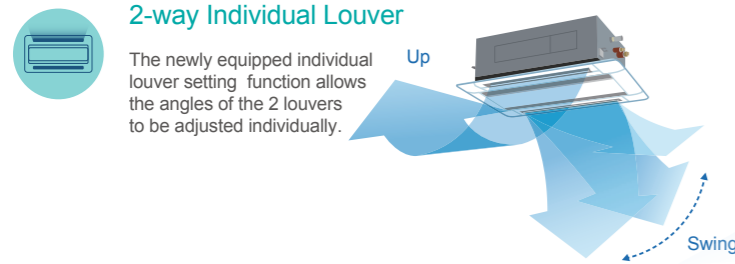 2-way Individual Louver
The newly equipped individual
louver setting function allows
the angles of the 2 louvers
to be adjusted individually.
Up
Swing